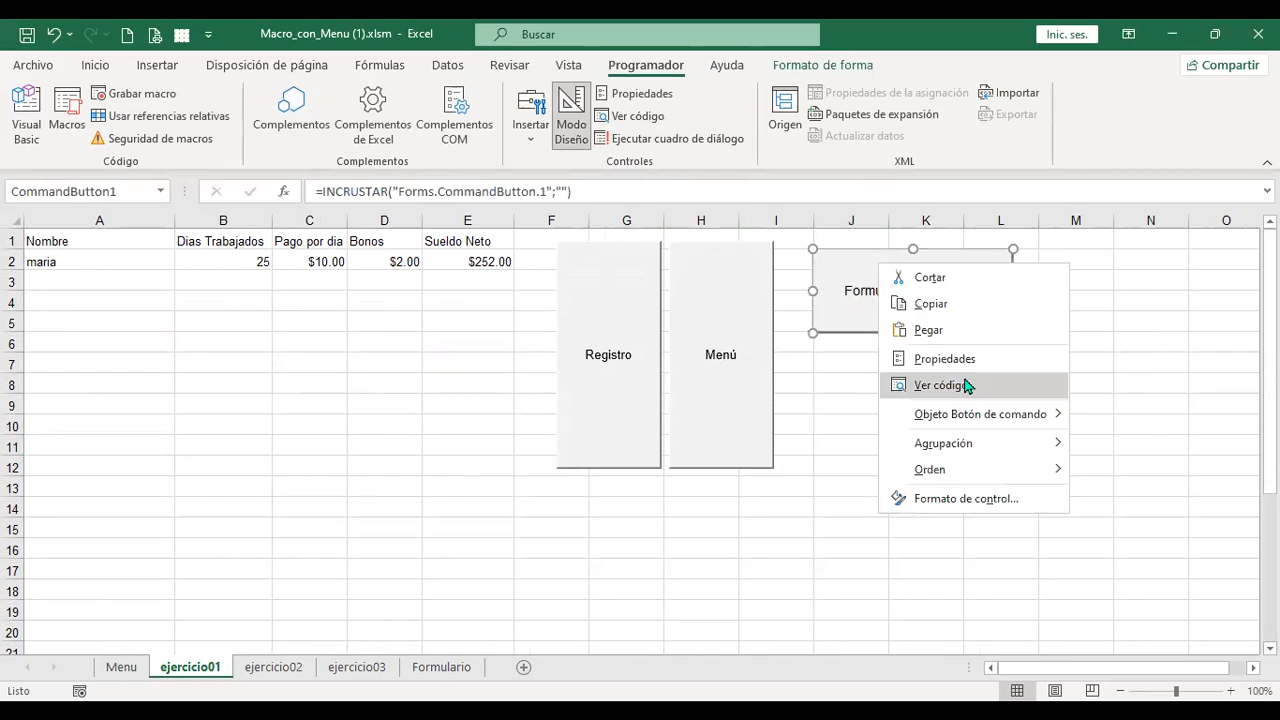 Macro_con_Menu (1).xlsm - Excel
Buscar
Inic. ses.
Archivo Inicio Insertar Disposición de página Fórmulas Datos Revisar Vista Programador Ayuda Formato de forma Compartir
Visual Basic
Macros
Grabar macro
Usar referencias relativas
Seguridad de macros
Código
Complementos
Complementos de Excel
Complementos COM
Complementos
Insertar
Modo Diseño
Propiedades
Ver código
Ejecutar cuadro de diálogo
Controles
Origen
Propiedades de la asignación
Paquetes de expansión
Actualizar datos
Importar
Exportar
XML
CommandButton1 fx =INCRUSTAR("Forms.CommandButton.1";"")
A B C D E F G H I J K L M N O
1 Nombre Dias Trabajados Pago por dia Bonos Sueldo Neto
2 maria 25 $10.00 $2.00 $252.00
3
4
5
6
7
8
9
10
11
12
13
14
15
16
17
18
19
20
21
Registro
Menú
Formu
Cortar
Copiar
Pegar
Propiedades
Ver código
Objeto Botón de comando
Agrupación
Orden
Formato de control...
Menu ejercicio01 ejercicio02 ejercicio03 Formulario
Listo 100%